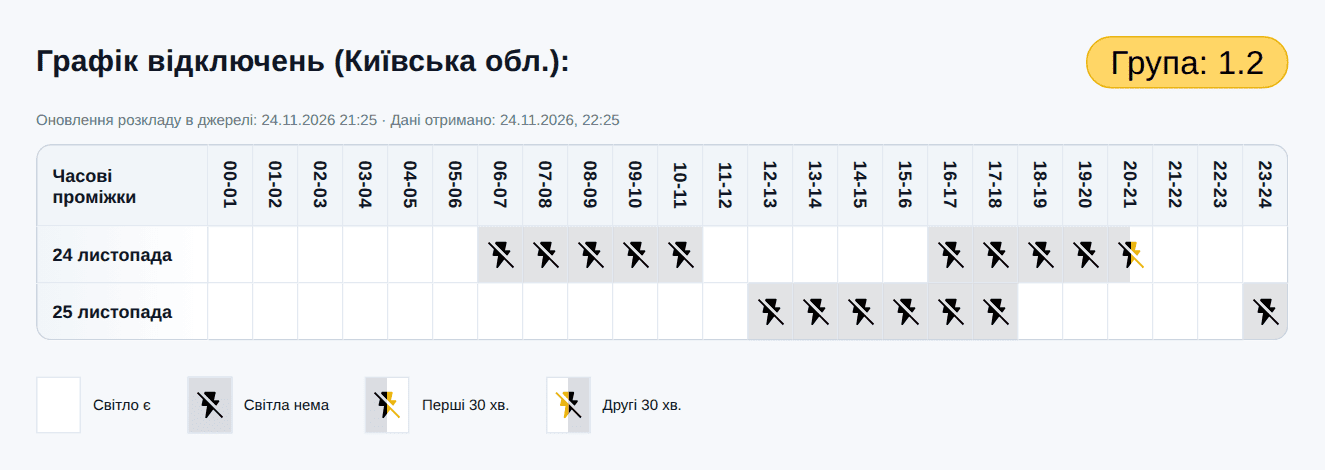 Графік відключень (Київська обл.):
Група: 1.2
Оновлення розкладу в джерелі: 24.11.2026 21:25 · Дані отримано: 24.11.2026, 22:25
Часові
проміжки
00-01
01-02
02-03
03-04
04-05
05-06
06-07
07-08
08-09
09-10
10-11
11-12
12-13
13-14
14-15
15-16
16-17
17-18
18-19
19-20
20-21
21-22
22-23
23-24
24 листопада
25 листопада
Світло є
Світла нема
Перші 30 хв.
Другі 30 хв.